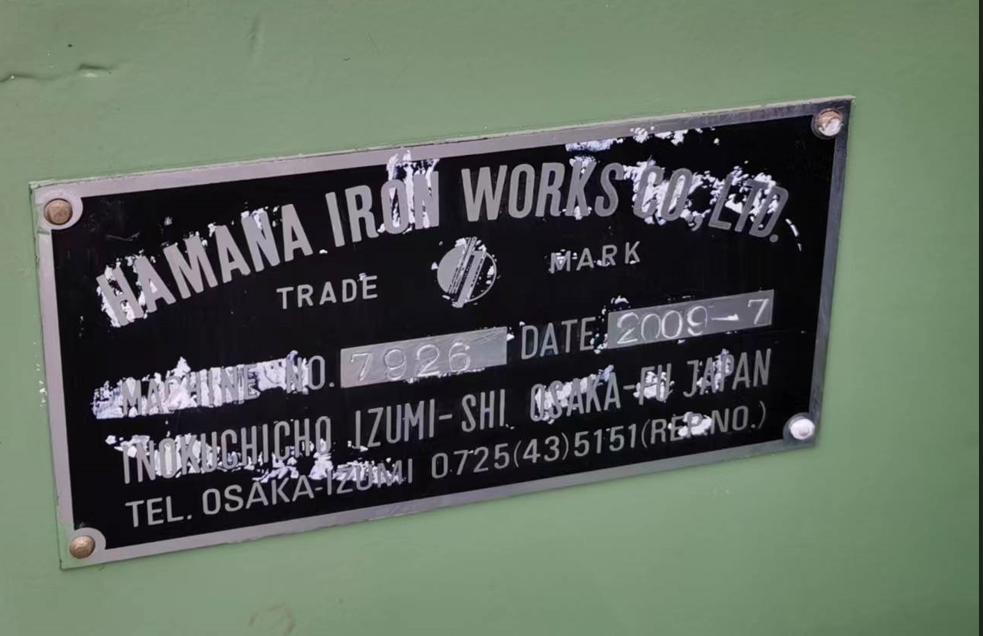 HAMANA IRON WORKS CO., LTD.
TRADE MARK
MACHINE NO. 7926 DATE 2009-7
INOKUCHICHO IZUMI-SHI OSAKA-FU JAPAN
TEL. OSAKA-IZUMI 0725(43)5151(REP.NO.)